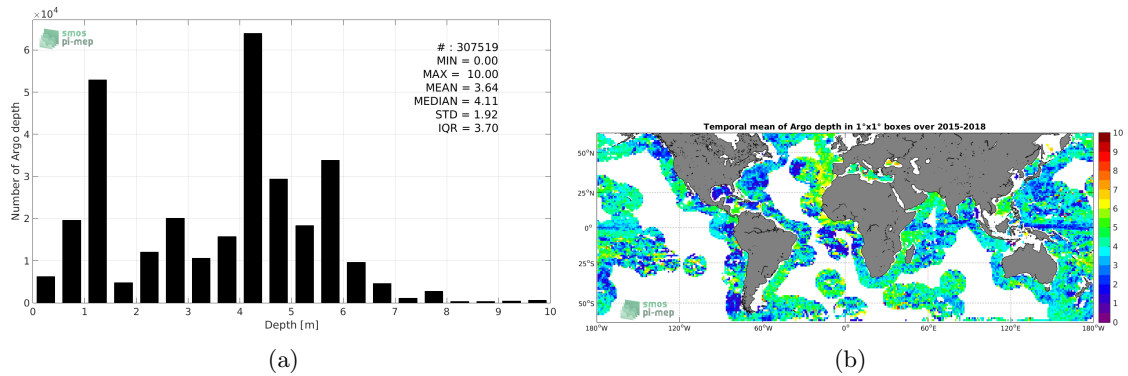 ×10⁴
smos
pi-mep
# : 307519
MIN = 0.00
MAX = 10.00
MEAN = 3.64
MEDIAN = 4.11
STD = 1.92
IQR = 3.70
Number of Argo depth
6
5
4
3
2
1
0
0 1 2 3 4 5 6 7 8 9 10
Depth [m]
(a)
Temporal mean of Argo depth in 1°x1° boxes over 2015-2018
50°N
25°N
0°
25°S
50°S
smos
pi-mep
180°W 120°W 60°W 0° 60°E 120°E 180°W
10
9
8
7
6
5
4
3
2
1
0
(b)